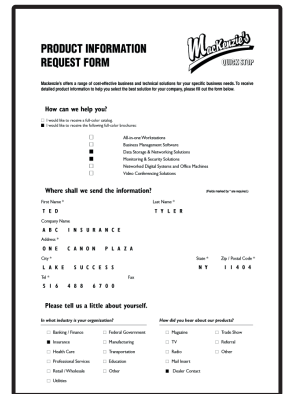 PRODUCT INFORMATION
REQUEST FORM
MacKenzie's
QUICK STOP
Mackenzie's offers a range of cost-effective business and technical solutions for your specific business needs. To receive
detailed product information to help you select the best solution for your company, please fill out the form below.
How can we help you?
I would like to receive a full-color catalog.
I would like to receive the following full-color brochures:
All-in-one Workstations
Business Management Software
Data Storage & Networking Solutions
Monitoring & Security Solutions
Networked Digital Systems and Office Machines
Video Conferencing Solutions
Where shall we send the information? (Fields marked by * are required.)
First Name * Last Name *
TED TYLER
Company Name
ABC INSURANCE
Address *
ONE CANON PLAZA
City * State * Zip / Postal Code *
LAKE SUCCESS NY 11404
Tel * Fax
516 488 6700
Please tell us a little about yourself.
In what industry is your organization? How did you hear about our products?
Banking / Finance Federal Government Magazine Trade Show
Insurance Manufacturing TV Referral
Health Care Transportation Radio Other
Professional Services Education Mail Insert
Retail / Wholesale Other Dealer Contact
Utilities